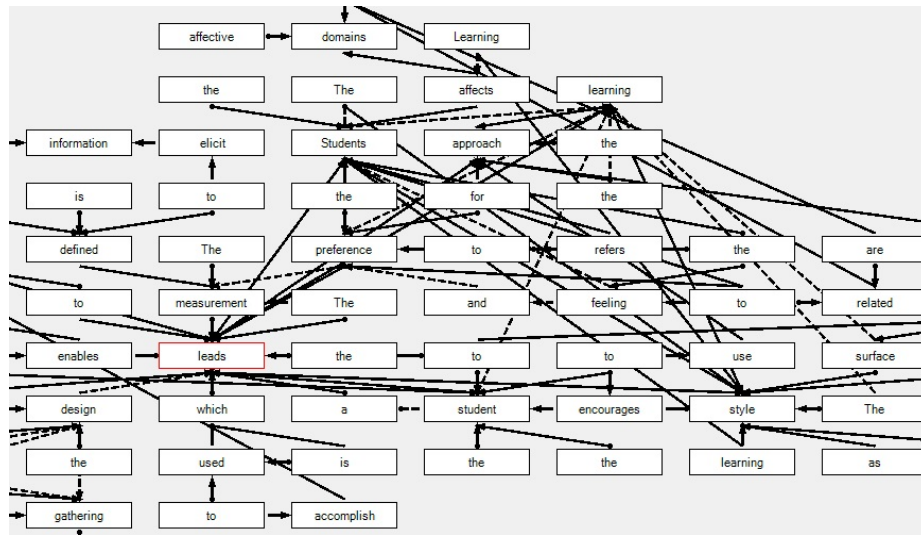 affective domains Learning
the The affects learning
information elicit Students approach the
is to the for the
defined The preference to refers the are
to measurement The and feeling to related
enables leads the to to use surface
design which a student encourages style The
the used is the the learning as
gathering to accomplish